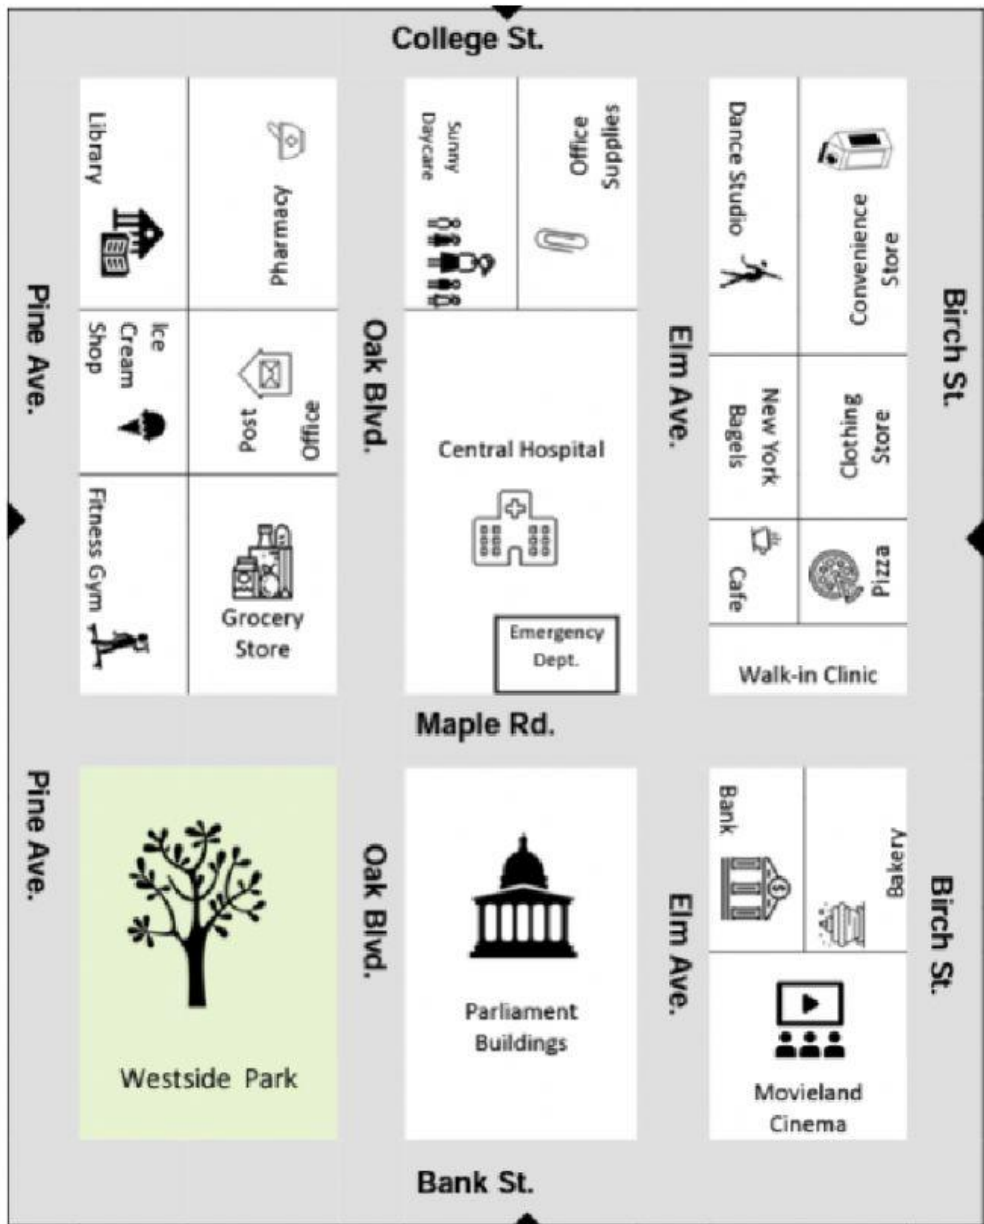 College St.
Library
Pharmacy
Sunny
Daycare
Office
Supplies
Dance Studio
Convenience
Store
Pine Ave.
Ice
Cream
Shop
Post
Office
Oak Blvd.
Central Hospital
Elm Ave.
New York
Bagels
Clothing
Store
Birch St.
Fitness Gym
Grocery
Store
Emergency
Dept.
Cafe
Pizza
Walk-in Clinic
Maple Rd.
Pine Ave.
Westside Park
Oak Blvd.
Parliament
Buildings
Elm Ave.
Bank
$
Bakery
Birch St.
Movieland
Cinema
Bank St.